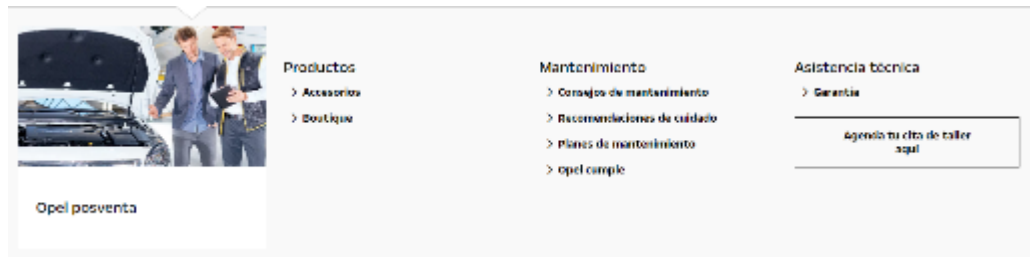 Productos
> Accesorios
> Boutique
Mantenimiento
> Consejos de mantenimiento
> Recomendaciones de cuidado
> Planes de mantenimiento
> Opel cumple
Asistencia técnica
> Garantía
Agenda tu cita de taller
aquí
Opel posventa